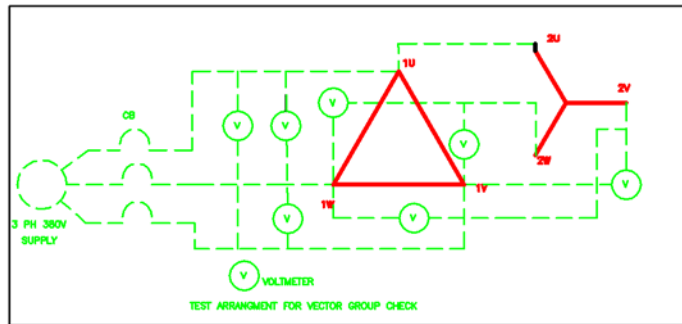 2U
1U
2V
CB
V
V
V
V
2W
V
1W
1V
V
V
3 PH 380V
SUPPLY
V VOLTMETER
TEST ARRANGMENT FOR VECTOR GROUP CHECK